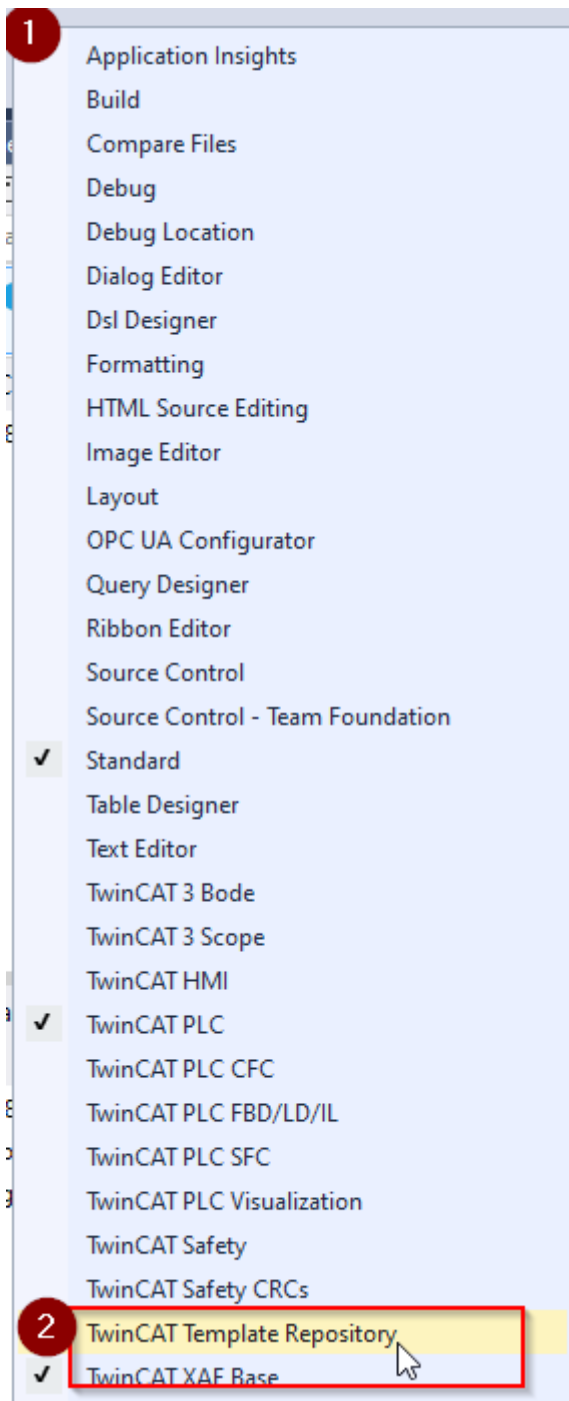 1
Application Insights
Build
Compare Files
Debug
Debug Location
Dialog Editor
Dsl Designer
Formatting
HTML Source Editing
Image Editor
Layout
OPC UA Configurator
Query Designer
Ribbon Editor
Source Control
Source Control - Team Foundation
Standard
Table Designer
Text Editor
TwinCAT 3 Bode
TwinCAT 3 Scope
TwinCAT HMI
TwinCAT PLC
TwinCAT PLC CFC
TwinCAT PLC FBD/LD/IL
TwinCAT PLC SFC
TwinCAT PLC Visualization
TwinCAT Safety
TwinCAT Safety CRCs
2 TwinCAT Template Repository
TwinCAT XAE Base